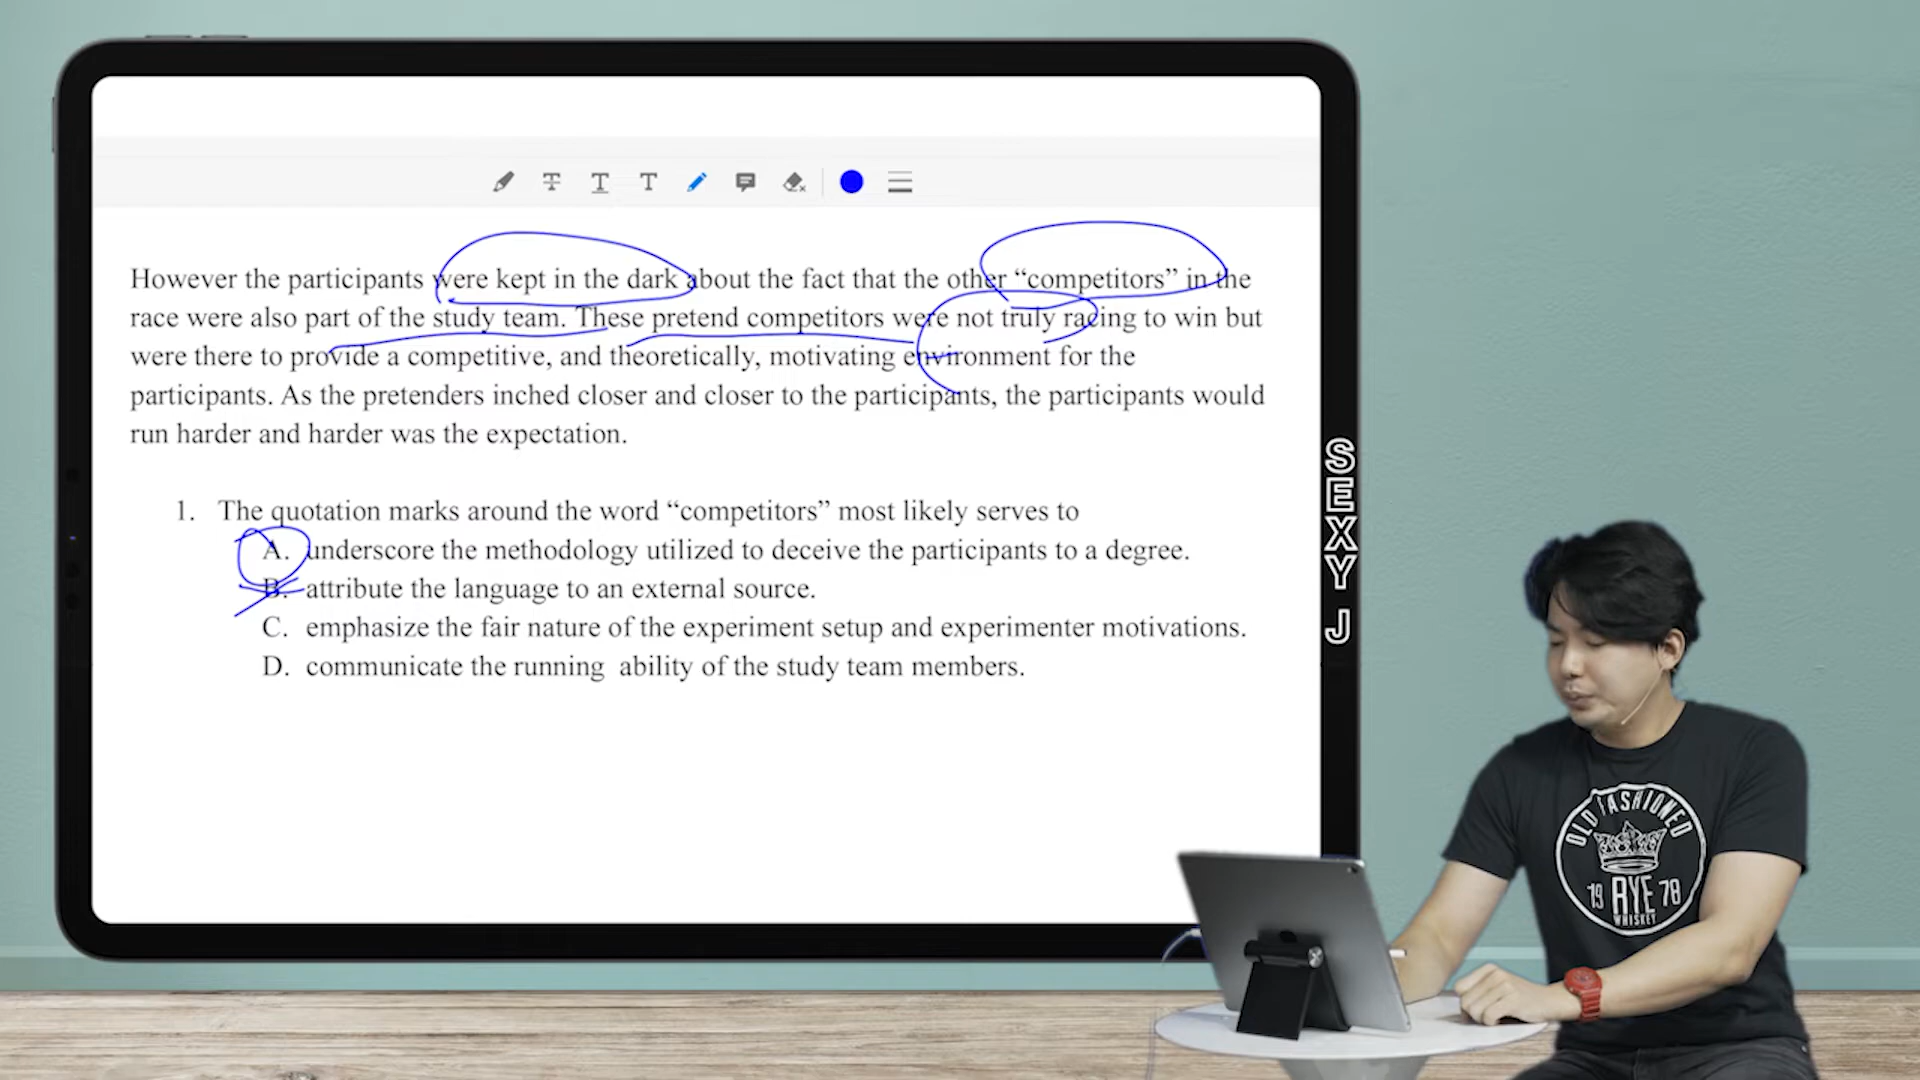 However the participants were kept in the dark about the fact that the other “competitors” in the
race were also part of the study team. These pretend competitors were not truly racing to win but
were there to provide a competitive, and theoretically, motivating environment for the
participants. As the pretenders inched closer and closer to the participants, the participants would
run harder and harder was the expectation.
1. The quotation marks around the word “competitors” most likely serves to
A. underscore the methodology utilized to deceive the participants to a degree.
B. attribute the language to an external source.
C. emphasize the fair nature of the experiment setup and experimenter motivations.
D. communicate the running ability of the study team members.
SEXY J
OLD FASHIONED
19 RYE 78
WHISKEY